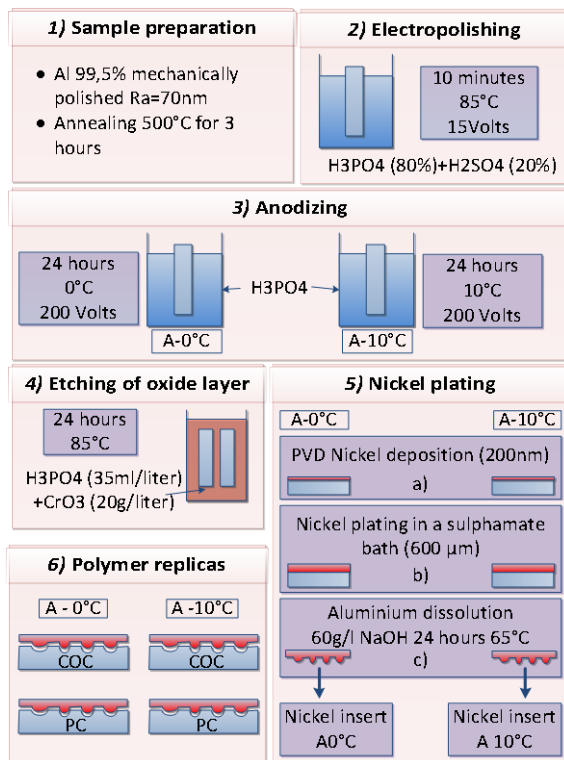 1) Sample preparation
• Al 99,5% mechanically
polished Ra=70nm
• Annealing 500°C for 3
hours
2) Electropolishing
10 minutes
85°C
15Volts
H3PO4 (80%)+H2SO4 (20%)
3) Anodizing
24 hours
0°C
200 Volts
H3PO4
24 hours
10°C
200 Volts
A-0°C
A-10°C
4) Etching of oxide layer
24 hours
85°C
H3PO4 (35ml/liter)
+CrO3 (20g/liter)
5) Nickel plating
A-0°C
A-10°C
PVD Nickel deposition (200nm)
a)
Nickel plating in a sulphamate
bath (600 µm)
b)
Aluminium dissolution
60g/l NaOH 24 hours 65°C
c)
Nickel insert
A0°C
Nickel insert
A 10°C
6) Polymer replicas
A - 0°C
A -10°C
COC
COC
PC
PC